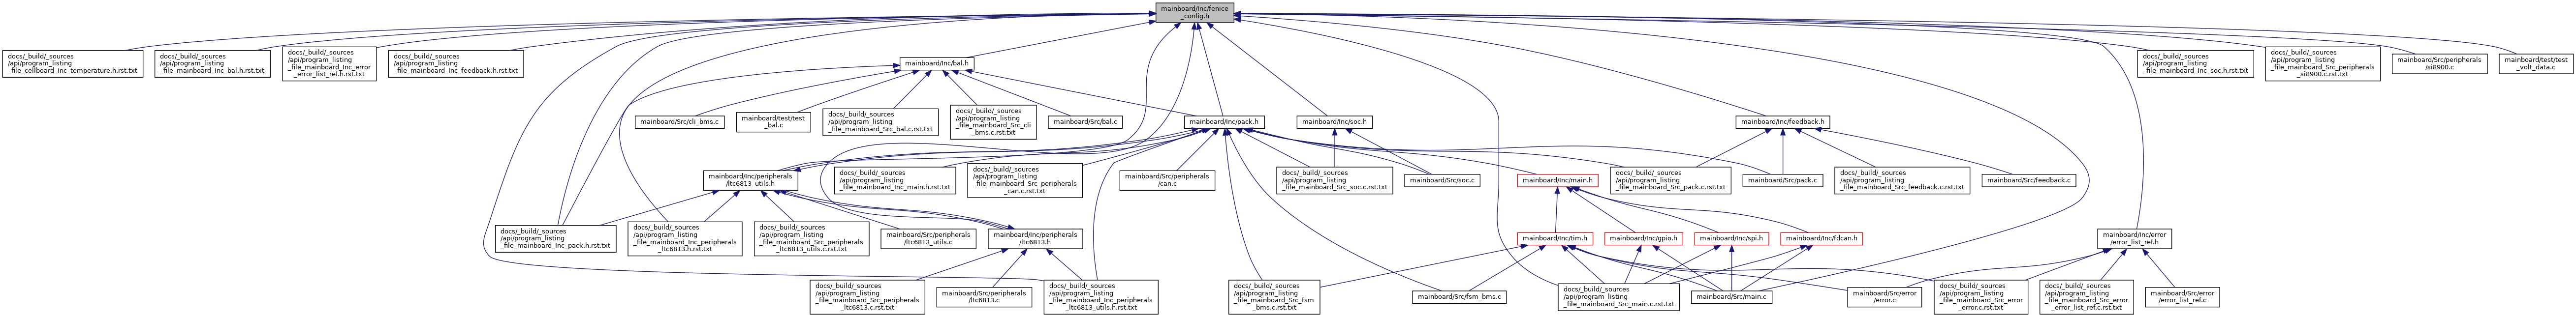 mainboard/Inc/fenice
_config.h
docs/_build/_sources
/api/program_listing
_file_cellboard_Inc_temperature.h.rst.txt
docs/_build/_sources
/api/program_listing
_file_mainboard_Inc_bal.h.rst.txt
docs/_build/_sources
/api/program_listing
_file_mainboard_Inc_error
_error_list_ref.h.rst.txt
docs/_build/_sources
/api/program_listing
_file_mainboard_Inc_feedback.h.rst.txt
mainboard/Inc/bal.h
docs/_build/_sources
/api/program_listing
_file_mainboard_Inc_soc.h.rst.txt
docs/_build/_sources
/api/program_listing
_file_mainboard_Src_peripherals
_si8900.c.rst.txt
mainboard/Src/peripherals
/si8900.c
mainboard/test/test
_volt_data.c
mainboard/Src/cli_bms.c
mainboard/test/test
_bal.c
docs/_build/_sources
/api/program_listing
_file_mainboard_Src_bal.c.rst.txt
docs/_build/_sources
/api/program_listing
_file_mainboard_Src_cli
_bms.c.rst.txt
mainboard/Src/bal.c
mainboard/Inc/pack.h
mainboard/Inc/soc.h
mainboard/Inc/feedback.h
mainboard/Inc/peripherals
/ltc6813_utils.h
docs/_build/_sources
/api/program_listing
_file_mainboard_Inc_main.h.rst.txt
docs/_build/_sources
/api/program_listing
_file_mainboard_Src_peripherals
_can.c.rst.txt
mainboard/Src/peripherals
/can.c
docs/_build/_sources
/api/program_listing
_file_mainboard_Src_soc.c.rst.txt
mainboard/Src/soc.c
mainboard/Inc/main.h
docs/_build/_sources
/api/program_listing
_file_mainboard_Src_pack.c.rst.txt
mainboard/Src/pack.c
docs/_build/_sources
/api/program_listing
_file_mainboard_Src_feedback.c.rst.txt
mainboard/Src/feedback.c
docs/_build/_sources
/api/program_listing
_file_mainboard_Inc_pack.h.rst.txt
docs/_build/_sources
/api/program_listing
_file_mainboard_Inc_peripherals
_ltc6813.h.rst.txt
docs/_build/_sources
/api/program_listing
_file_mainboard_Src_peripherals
_ltc6813_utils.c.rst.txt
mainboard/Src/peripherals
/ltc6813_utils.c
mainboard/Inc/peripherals
/ltc6813.h
mainboard/Inc/tim.h
mainboard/Inc/gpio.h
mainboard/Inc/spi.h
mainboard/Inc/fdcan.h
mainboard/Inc/error
/error_list_ref.h
docs/_build/_sources
/api/program_listing
_file_mainboard_Src_peripherals
_ltc6813.c.rst.txt
mainboard/Src/peripherals
/ltc6813.c
docs/_build/_sources
/api/program_listing
_file_mainboard_Inc_peripherals
_ltc6813_utils.h.rst.txt
docs/_build/_sources
/api/program_listing
_file_mainboard_Src_fsm
_bms.c.rst.txt
mainboard/Src/fsm_bms.c
docs/_build/_sources
/api/program_listing
_file_mainboard_Src_main.c.rst.txt
mainboard/Src/main.c
mainboard/Src/error
/error.c
docs/_build/_sources
/api/program_listing
_file_mainboard_Src_error
_error.c.rst.txt
docs/_build/_sources
/api/program_listing
_file_mainboard_Src_error
_error_list_ref.c.rst.txt
mainboard/Src/error
/error_list_ref.c